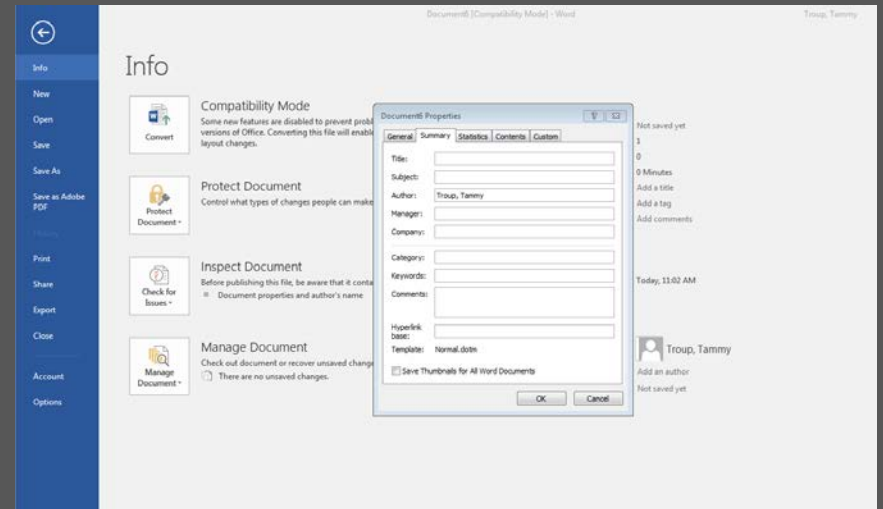 Document6 [Compatibility Mode] - Word
Troup, Tammy
Info
New
Open
Save
Save As
Save as Adobe
PDF
History
Print
Share
Export
Close
Account
Options
Info
Convert
Compatibility Mode
Some new features are disabled to prevent probl
versions of Office. Converting this file will enable
layout changes.
Protect
Document
Protect Document
Control what types of changes people can make
Check for
Issues
Inspect Document
Before publishing this file, be aware that it conta
Document properties and author's name
Manage
Document
Manage Document
Check out document or recover unsaved change
There are no unsaved changes.
Document6 Properties
General Summary Statistics Contents Custom
Title:
Subject:
Author: Troup, Tammy
Manager:
Company:
Category:
Keywords:
Comments:
Hyperlink
base:
Template: Normal.dotm
Save Thumbnails for All Word Documents
OK Cancel
Not saved yet
1
0
0 Minutes
Add a title
Add a tag
Add comments
Today, 11:02 AM
Troup, Tammy
Add an author
Not saved yet